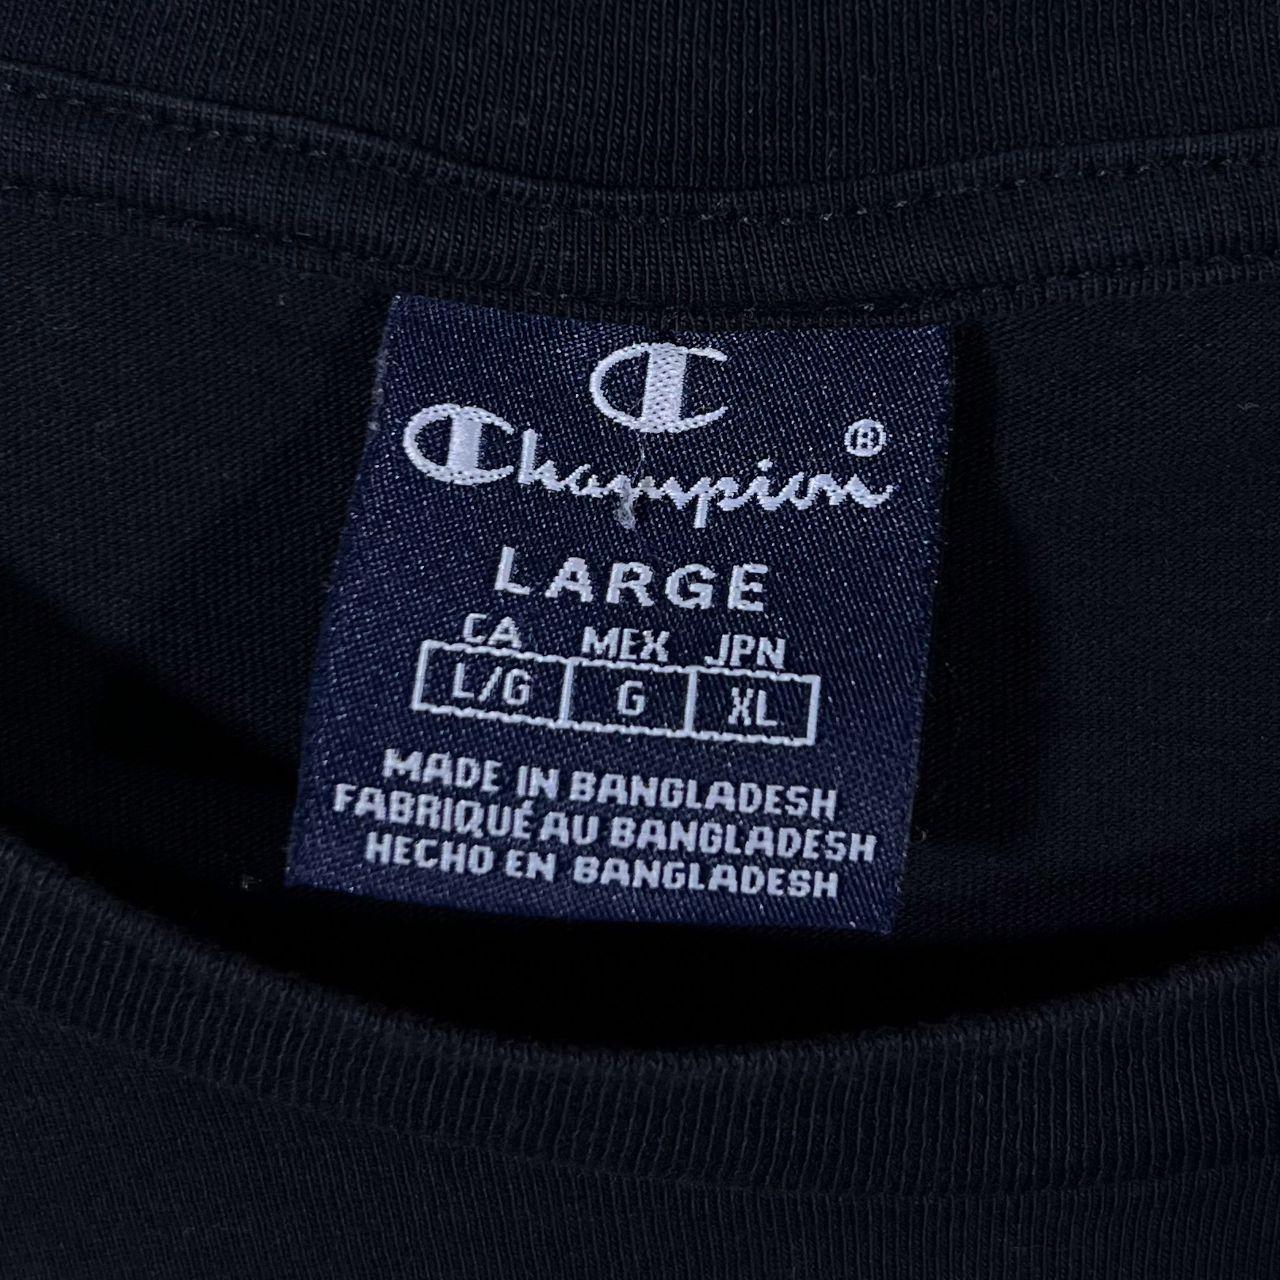 Champion®
LARGE
CA MEX JPN
L/G G XL
MADE IN BANGLADESH
FABRIQUÉ AU BANGLADESH
HECHO EN BANGLADESH